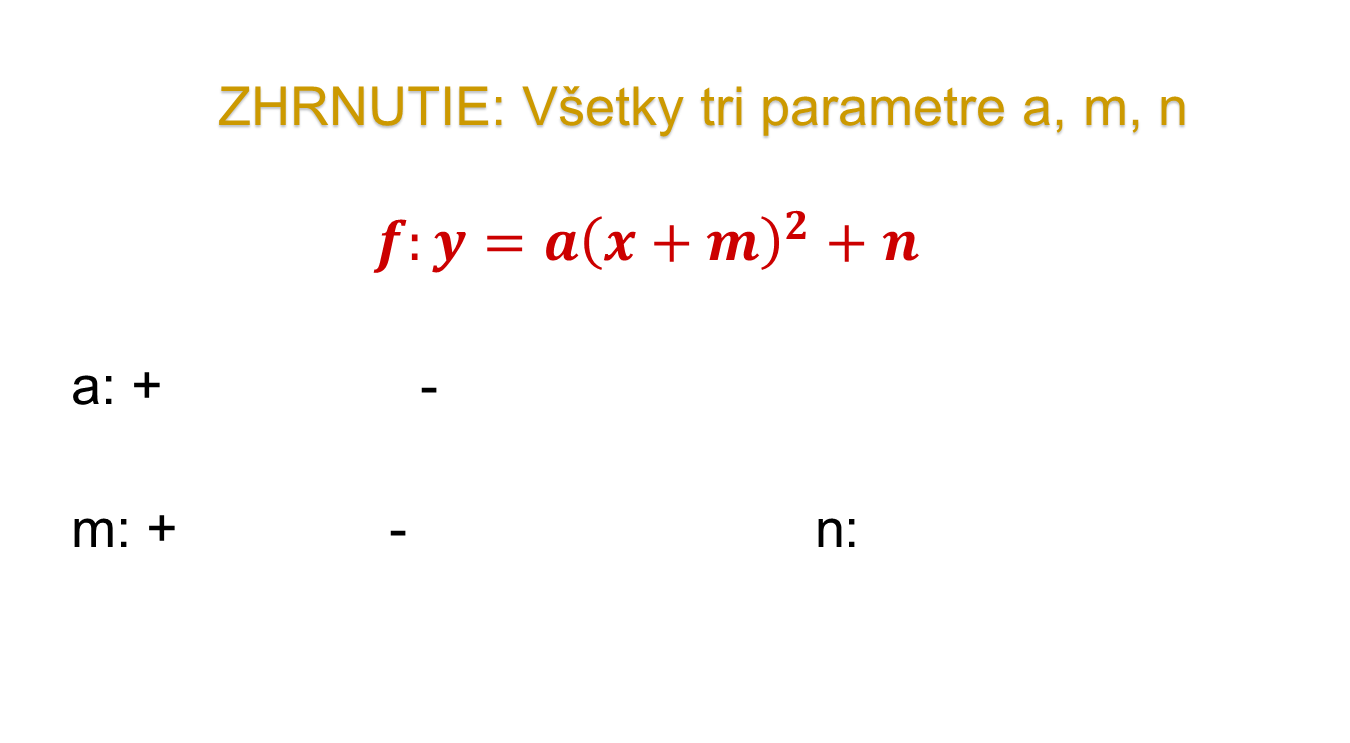 ZHRNUTIE: Všetky tri parametre a, m, n
f: y = a(x + m)² + n
a: + -
m: + - n: